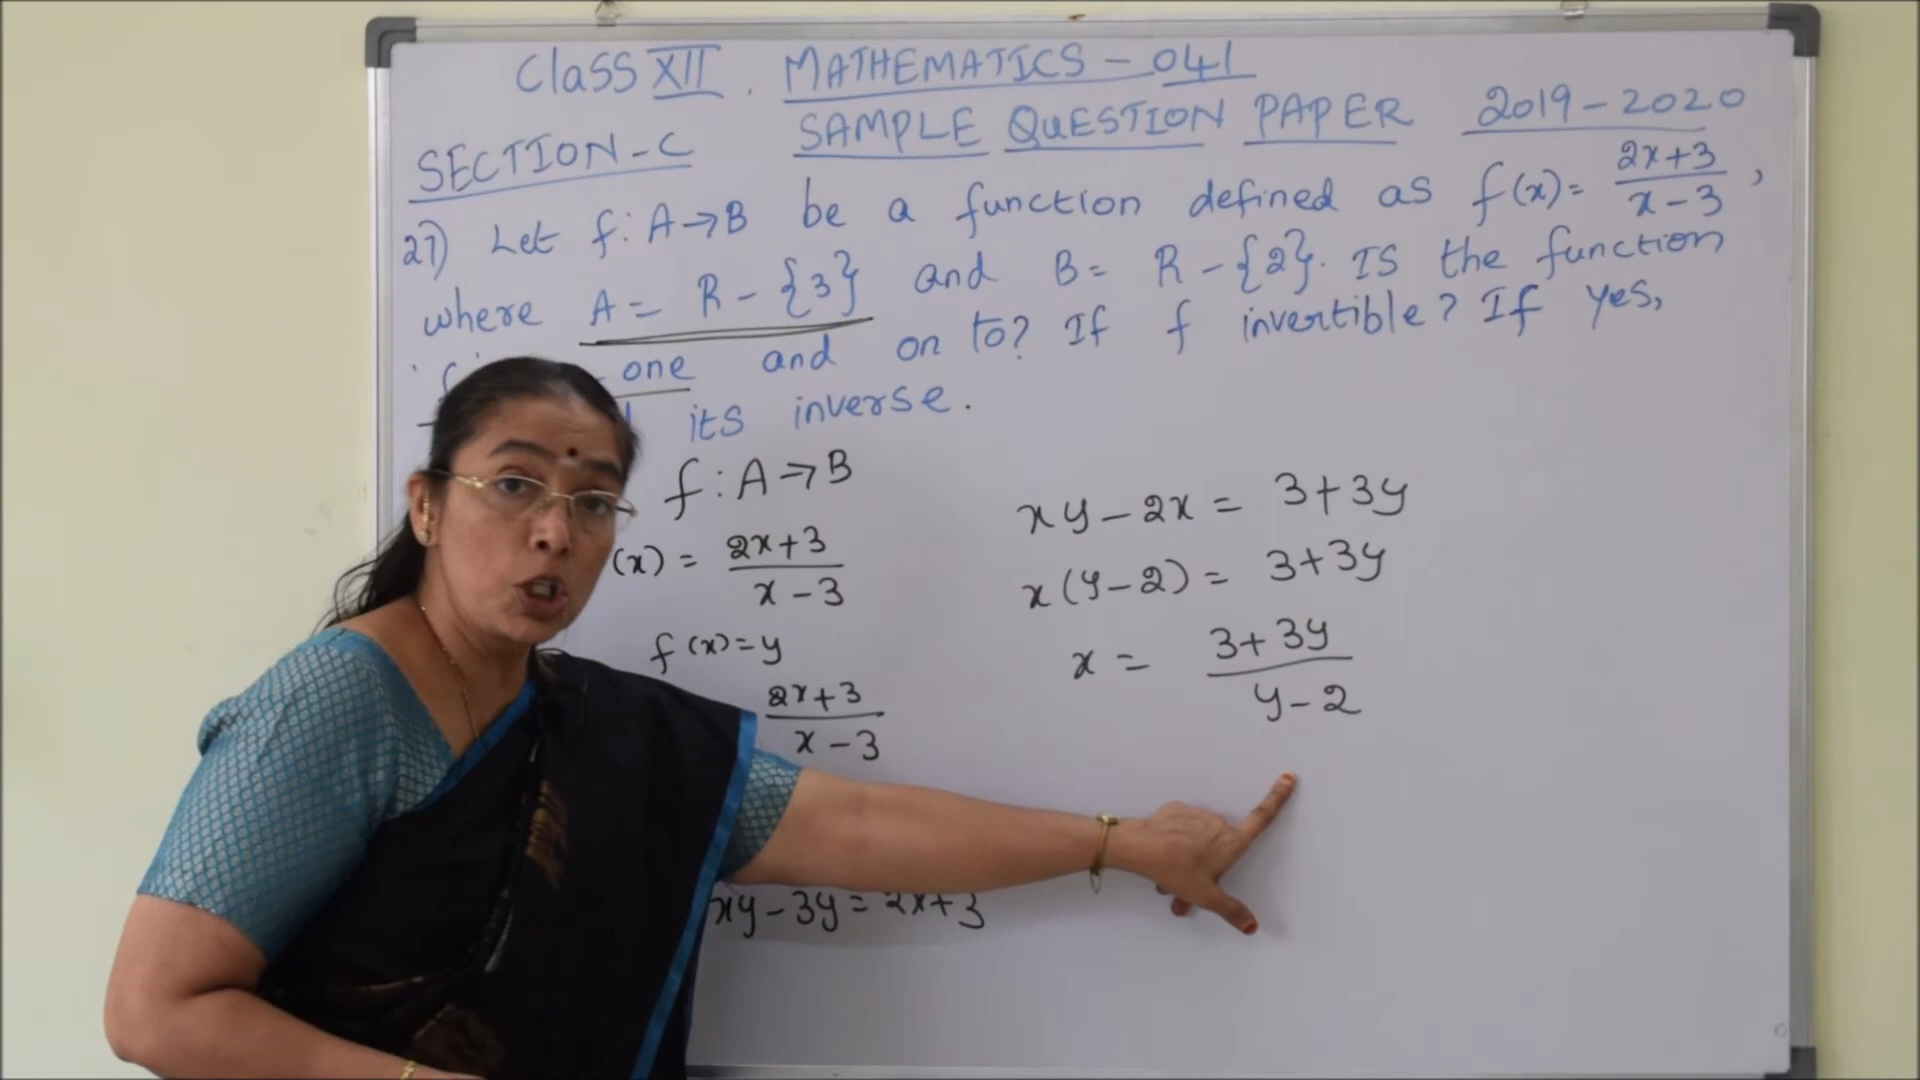 Class XII. MATHEMATICS - 041
SECTION-C SAMPLE QUESTION PAPER 2019-2020
27) Let f: A→B be a function defined as f(x) = 2x+3 / x-3 ,
where A = R - {3} and B = R - {2}. IS the function
one and on to? If f invertible? If yes,
its inverse.
f: A→B
(x) = 2x+3 / x-3
f(x)=y
2x+3 / x-3
xy-3y=2x+3
xy-2x = 3+3y
x(y-2) = 3+3y
x = 3+3y / y-2